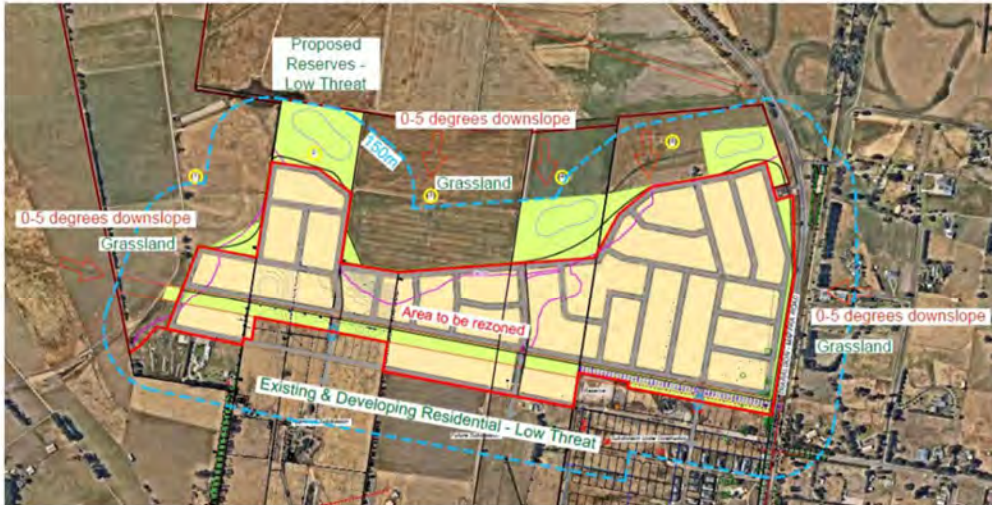 Proposed
Reserves -
Low Threat
0-5 degrees downslope
150m
Grassland
0-5 degrees downslope
Grassland
Area to be rezoned
0-5 degrees downslope
Grassland
Existing & Developing Residential - Low Threat